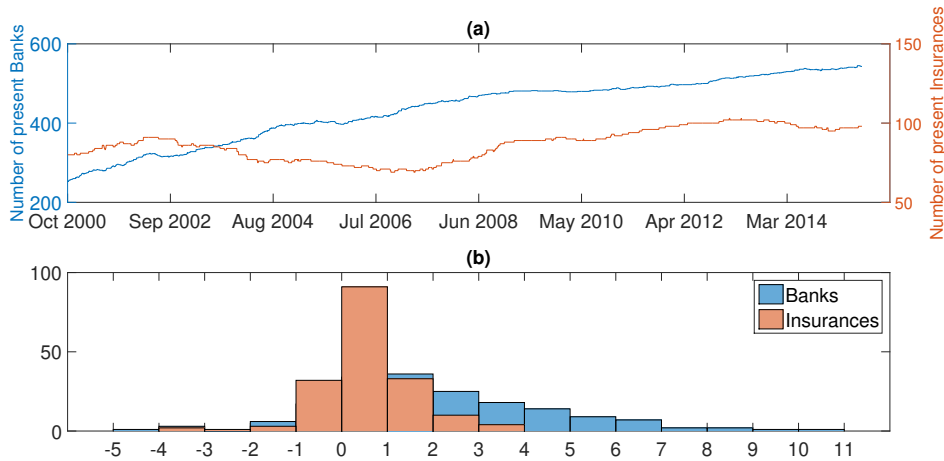 (a)
Number of present Banks
600
400
200
Number of present Insurances
150
100
50
Oct 2000 Sep 2002 Aug 2004 Jul 2006 Jun 2008 May 2010 Apr 2012 Mar 2014
(b)
100
50
0
Banks
Insurances
-5 -4 -3 -2 -1 0 1 2 3 4 5 6 7 8 9 10 11